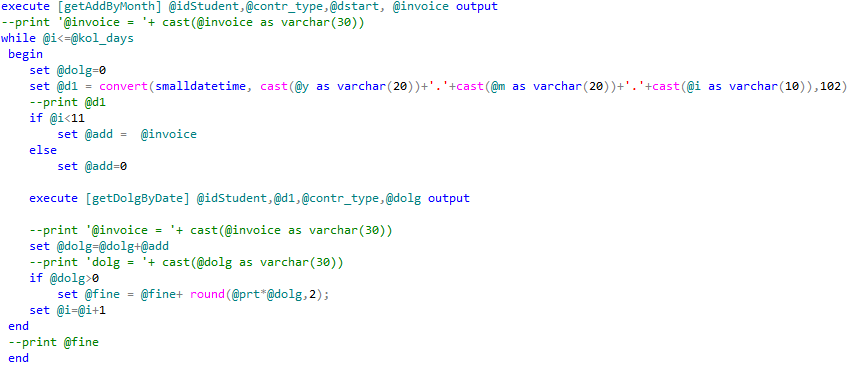 execute [getAddByMonth] @idStudent,@contr_type,@dstart, @invoice output
--print '@invoice = '+ cast(@invoice as varchar(30))
while @i<=@kol_days
begin
set @dolg=0
set @d1 = convert(smalldatetime, cast(@y as varchar(20))+'.'+cast(@m as varchar(20))+'.'+cast(@i as varchar(10)),102)
--print @d1
if @i<11
set @add = @invoice
else
set @add=0
execute [getDolgByDate] @idStudent,@d1,@contr_type,@dolg output
--print '@invoice = '+ cast(@invoice as varchar(30))
set @dolg=@dolg+@add
--print 'dolg = '+ cast(@dolg as varchar(30))
if @dolg>0
set @fine = @fine+ round(@prt*@dolg,2);
set @i=@i+1
end
--print @fine
end